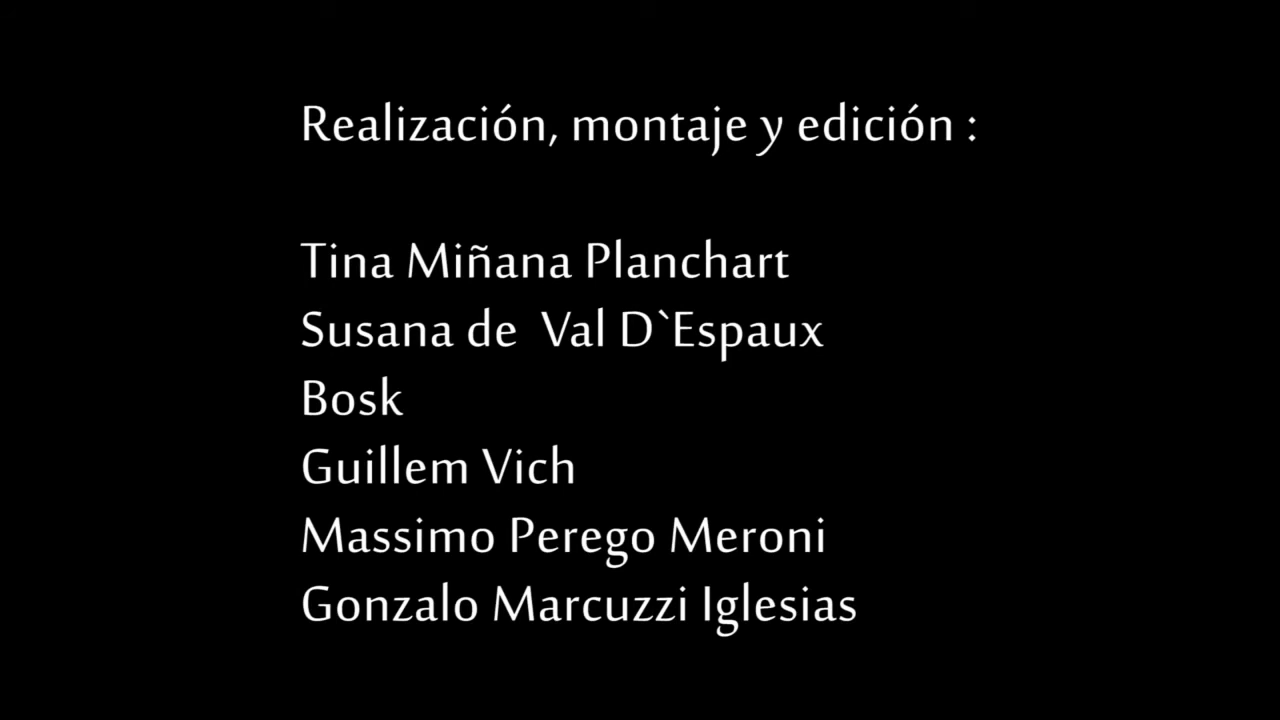 Realización, montaje y edición :
Tina Miñana Planchart
Susana de  Val D`Espaux
Bosk
Guillem Vich
Massimo Perego Meroni
Gonzalo Marcuzzi Iglesias